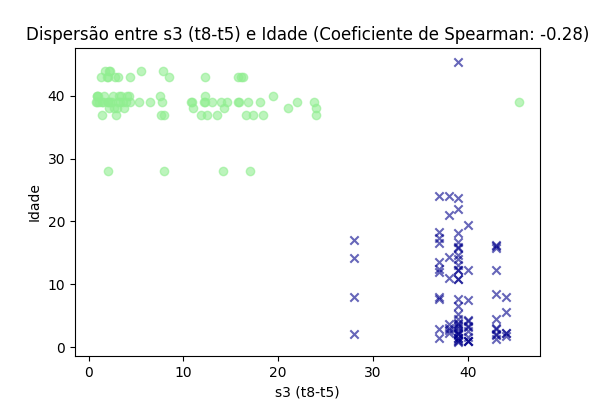 Dispersão entre s3 (t8-t5) e Idade (Coeficiente de Spearman: -0.28)
Idade
40
30
20
10
0
0 10 20 30 40
s3 (t8-t5)